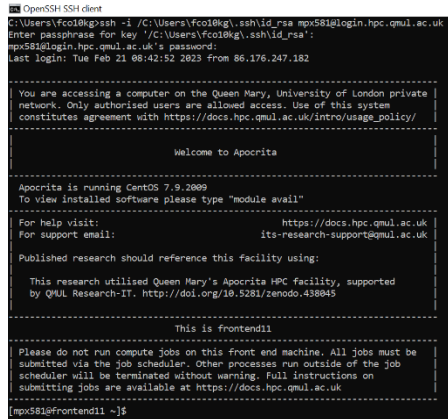 OpenSSH SSH client
C:\Users\fco10kg>ssh -i /C:\Users\fco10kg\.ssh\id_rsa mpx581@login.hpc.qmul.ac.uk
Enter passphrase for key '/C:\Users\fco10kg\.ssh\id_rsa':
mpx581@login.hpc.qmul.ac.uk's password:
Last login: Tue Feb 21 08:42:52 2023 from 86.176.247.182
You are accessing a computer on the Queen Mary, University of London private
network. Only authorised users are allowed access. Use of this system
constitutes agreement with https://docs.hpc.qmul.ac.uk/intro/usage_policy/
Welcome to Apocrita
Apocrita is running CentOS 7.9.2009
To view installed software please type "module avail"
For help visit: https://docs.hpc.qmul.ac.uk
For support email: its-research-support@qmul.ac.uk
Published research should reference this facility using:
This research utilised Queen Mary's Apocrita HPC facility, supported
by QMUL Research-IT. http://doi.org/10.5281/zenodo.438045
This is frontend11
Please do not run compute jobs on this front end machine. All jobs must be
submitted via the job scheduler. Other processes run outside of the job
scheduler will be terminated without warning. Full instructions on
submitting jobs are available at https://docs.hpc.qmul.ac.uk
[mpx581@frontend11 ~]$